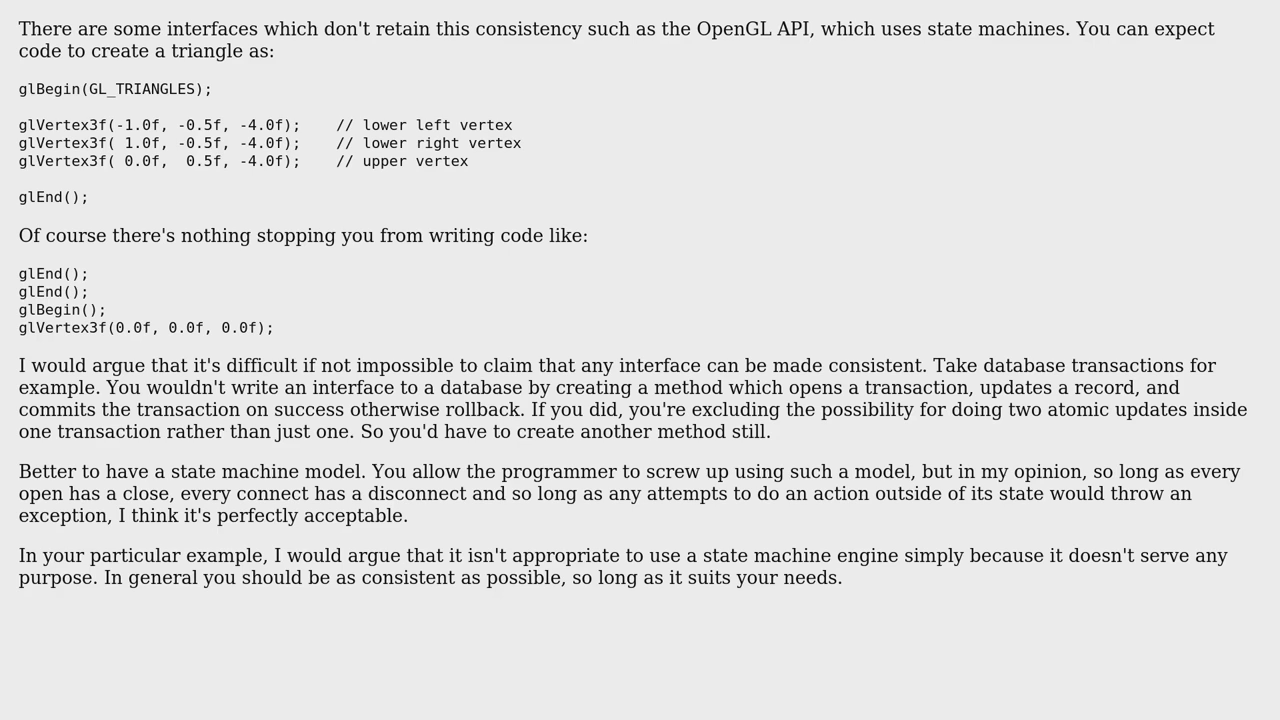 There are some interfaces which don't retain this consistency such as the OpenGL API, which uses state machines. You can expect
code to create a triangle as:
glBegin(GL_TRIANGLES);
glVertex3f(-1.0f, -0.5f, -4.0f);    // lower left vertex
glVertex3f( 1.0f, -0.5f, -4.0f);    // lower right vertex
glVertex3f( 0.0f,  0.5f, -4.0f);    // upper vertex
glEnd();
Of course there's nothing stopping you from writing code like:
glEnd();
glEnd();
glBegin();
glVertex3f(0.0f, 0.0f, 0.0f);
I would argue that it's difficult if not impossible to claim that any interface can be made consistent. Take database transactions for
example. You wouldn't write an interface to a database by creating a method which opens a transaction, updates a record, and
commits the transaction on success otherwise rollback. If you did, you're excluding the possibility for doing two atomic updates inside
one transaction rather than just one. So you'd have to create another method still.
Better to have a state machine model. You allow the programmer to screw up using such a model, but in my opinion, so long as every
open has a close, every connect has a disconnect and so long as any attempts to do an action outside of its state would throw an
exception, I think it's perfectly acceptable.
In your particular example, I would argue that it isn't appropriate to use a state machine engine simply because it doesn't serve any
purpose. In general you should be as consistent as possible, so long as it suits your needs.